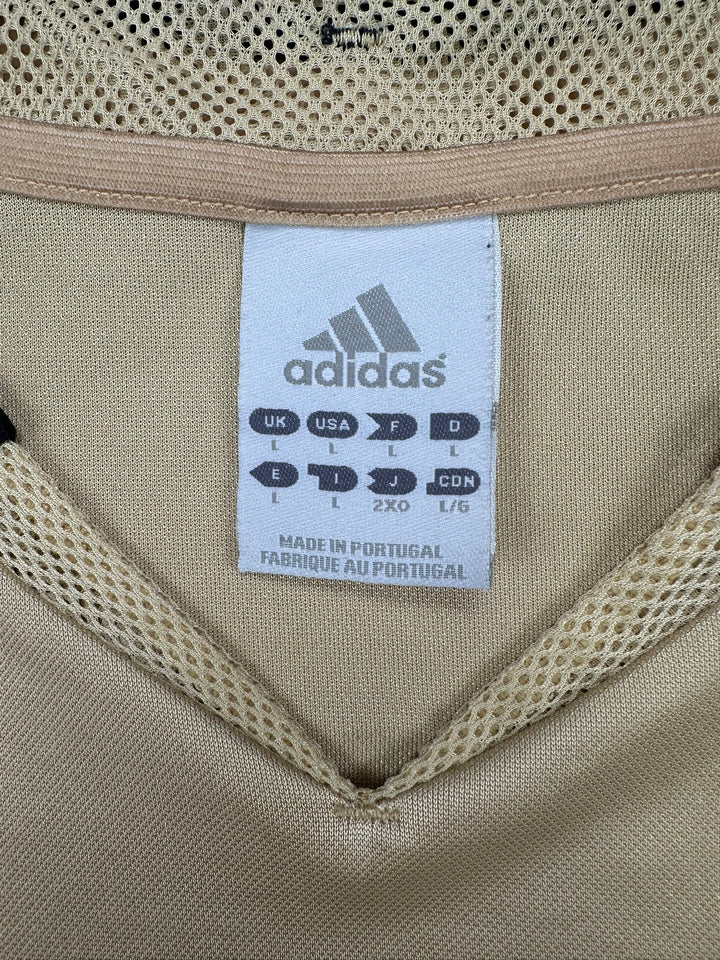 adidas
UK USA F D
L L L L
E I J CDN
L L 2XO L/G
MADE IN PORTUGAL
FABRIQUE AU PORTUGAL